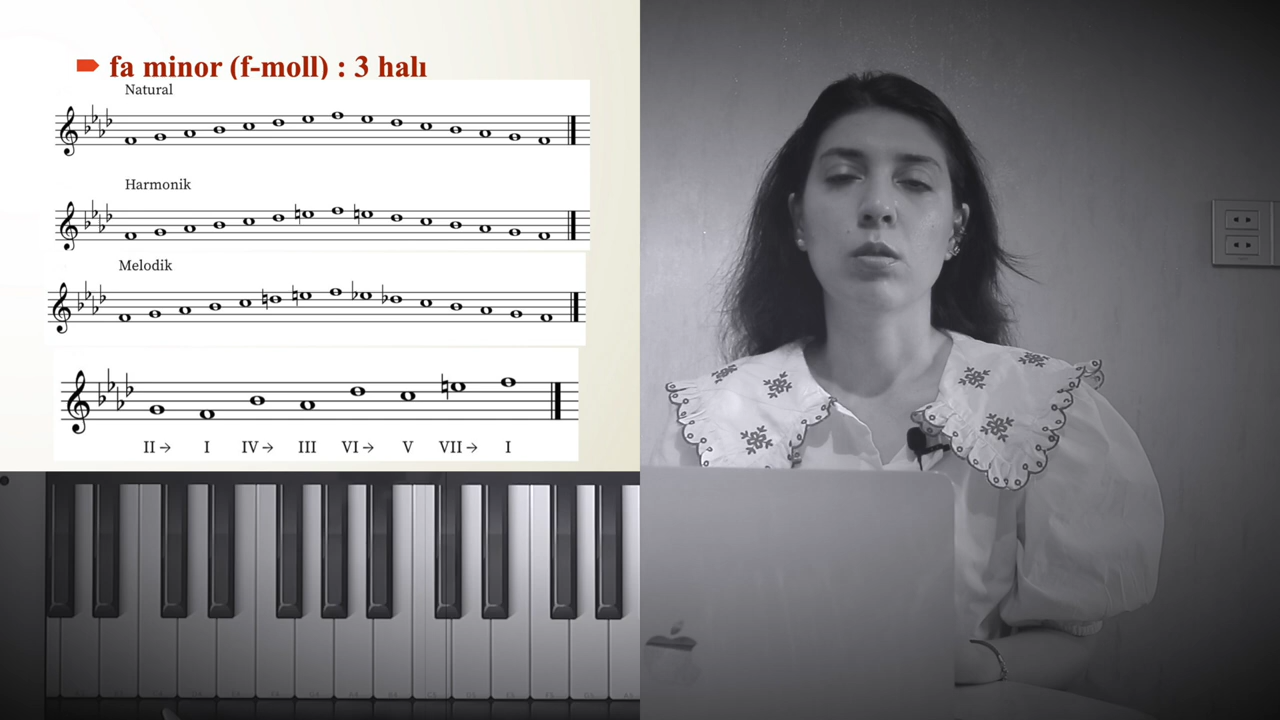 fa minor (f-moll) : 3 halı
Natural
Harmonik
Melodik
II → I IV → III VI → V VII → I